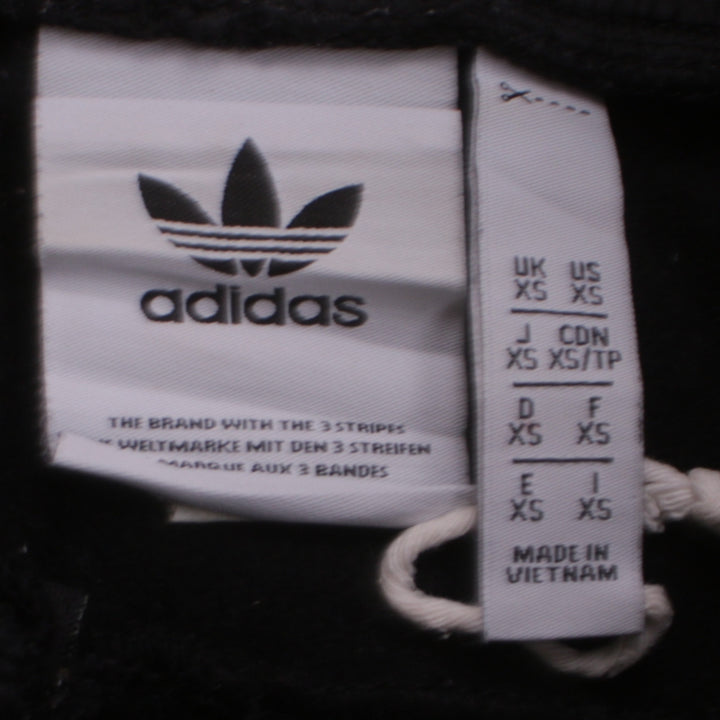 adidas
THE BRAND WITH THE 3 STRIPES
WELTMARKE MIT DEN 3 STREIFEN
MARQUE AUX 3 BANDES
UK US
XS XS
J CDN
XS XS/TP
D F
XS XS
E I
XS XS
MADE IN
VIETNAM